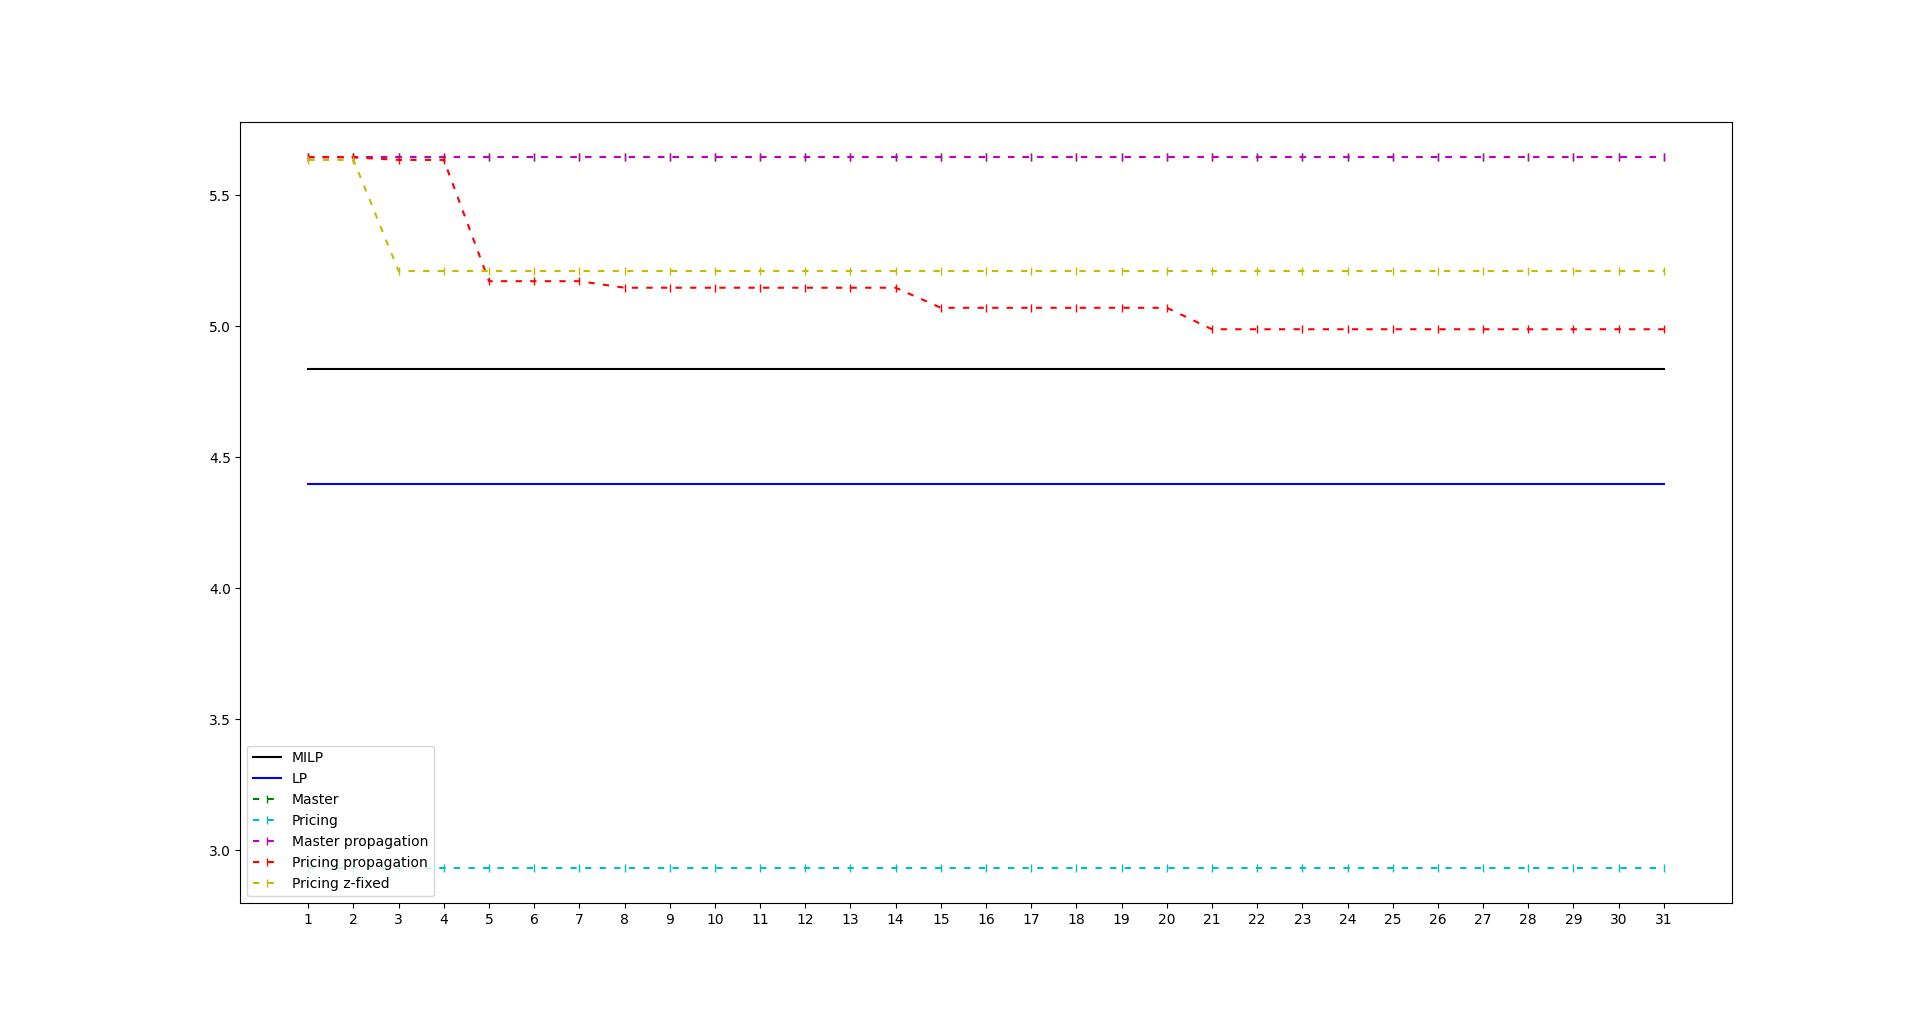 5.5
5.0
4.5
4.0
3.5
3.0
MILP
LP
Master
Pricing
Master propagation
Pricing propagation
Pricing z-fixed
1 2 3 4 5 6 7 8 9 10 11 12 13 14 15 16 17 18 19 20 21 22 23 24 25 26 27 28 29 30 31